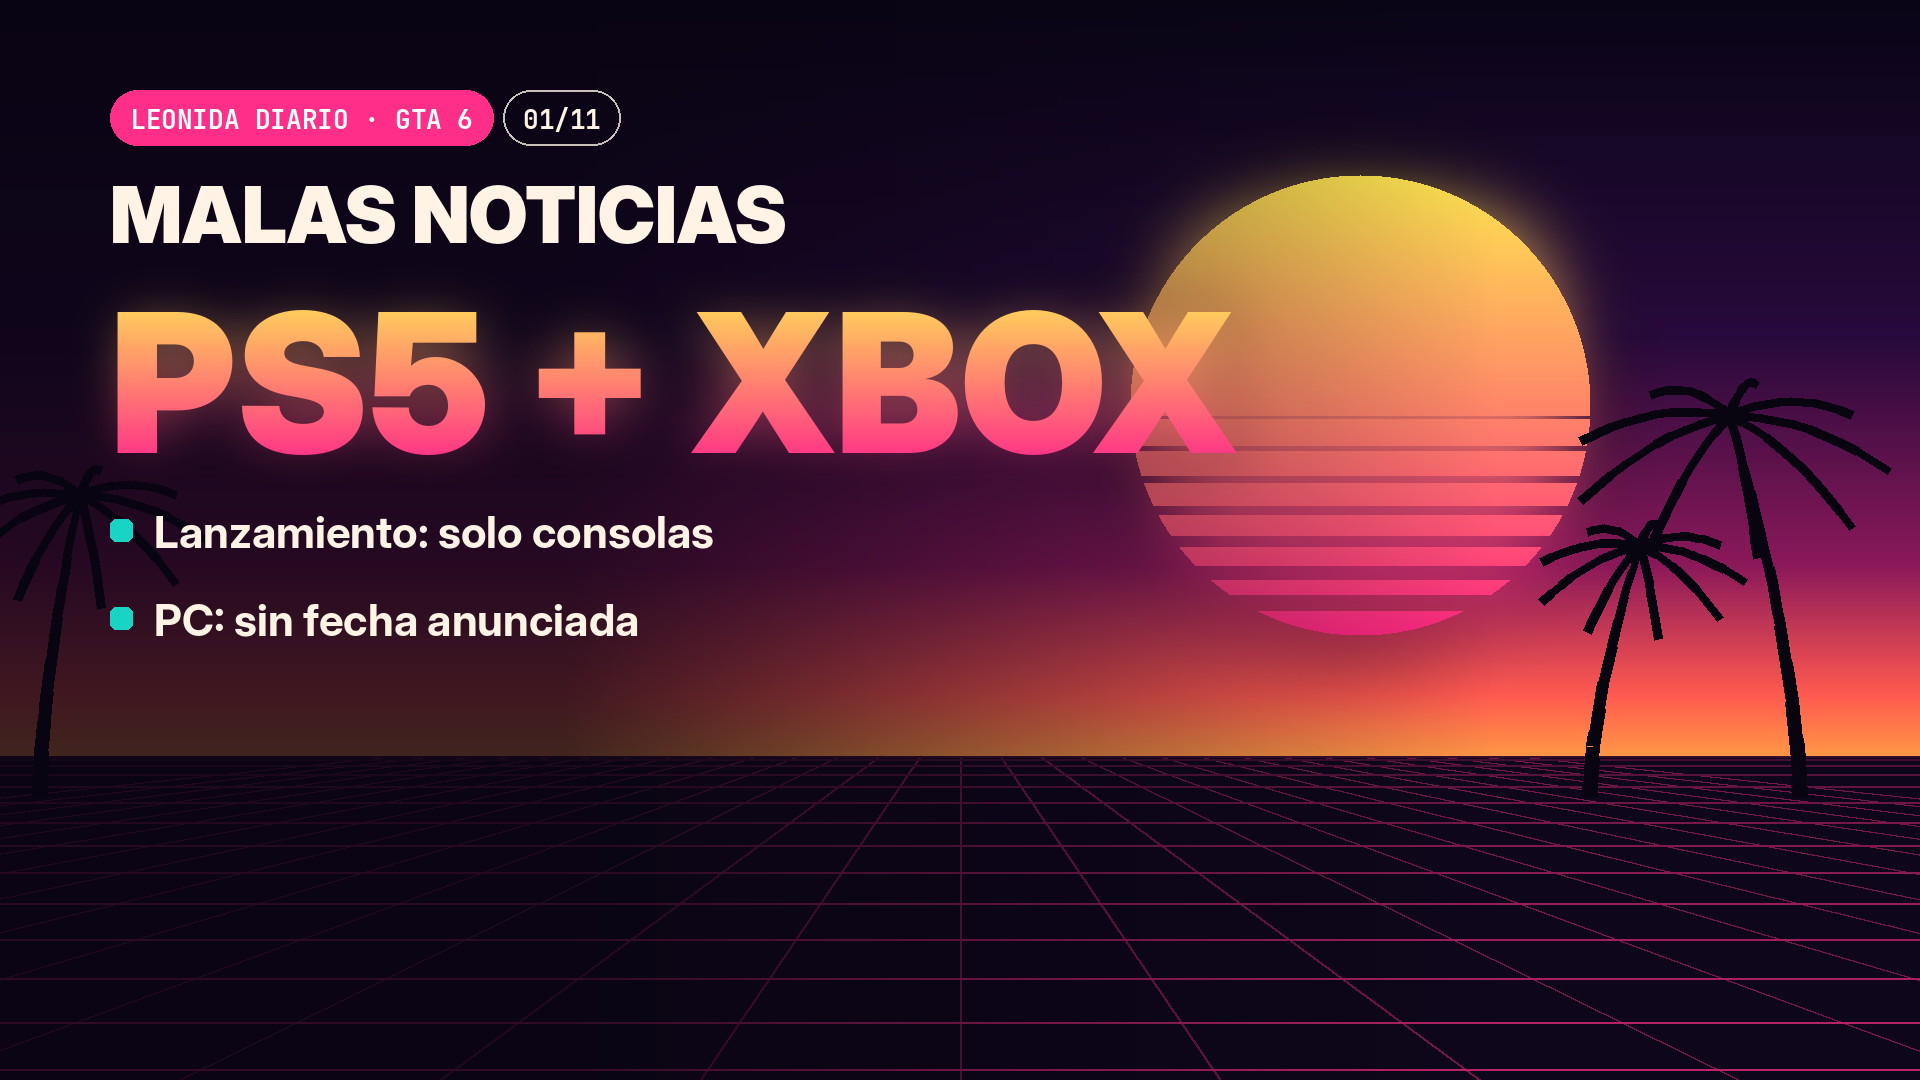 LEONIDA DIARIO · GTA 6 01/11
MALAS NOTICIAS
PS5 + XBOX
Lanzamiento: solo consolas
PC: sin fecha anunciada